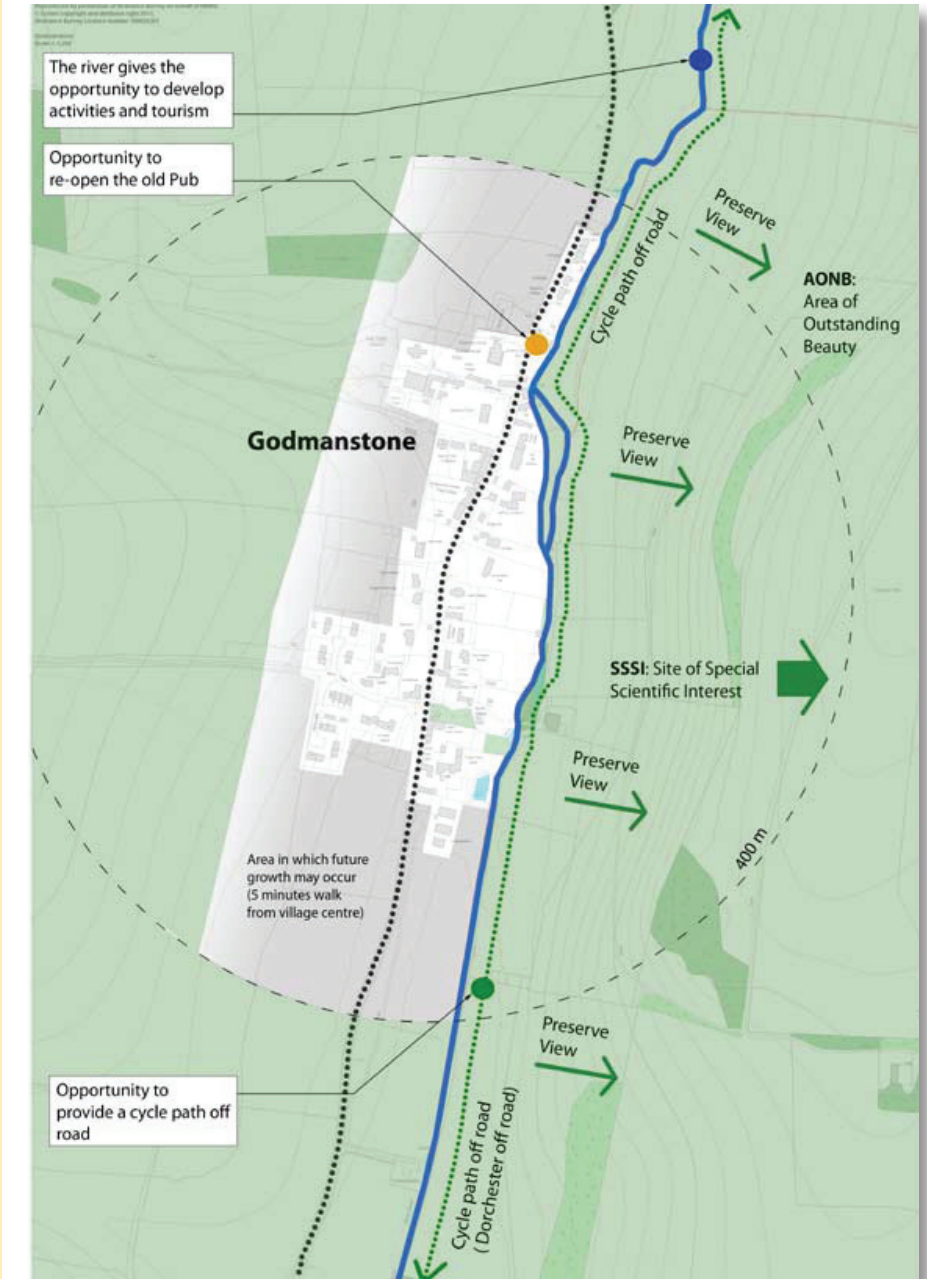 The river gives the
opportunity to develop
activities and tourism
Opportunity to
re-open the old Pub
Preserve
View
Cycle path off road
AONB:
Area of
Outstanding
Beauty
Godmanstone
Preserve
View
SSSI: Site of Special
Scientific Interest
Preserve
View
400 m
Area in which future
growth may occur
(5 minutes walk
from village centre)
Preserve
View
Opportunity to
provide a cycle path off
road
Cycle path off road
( Dorchester off road)